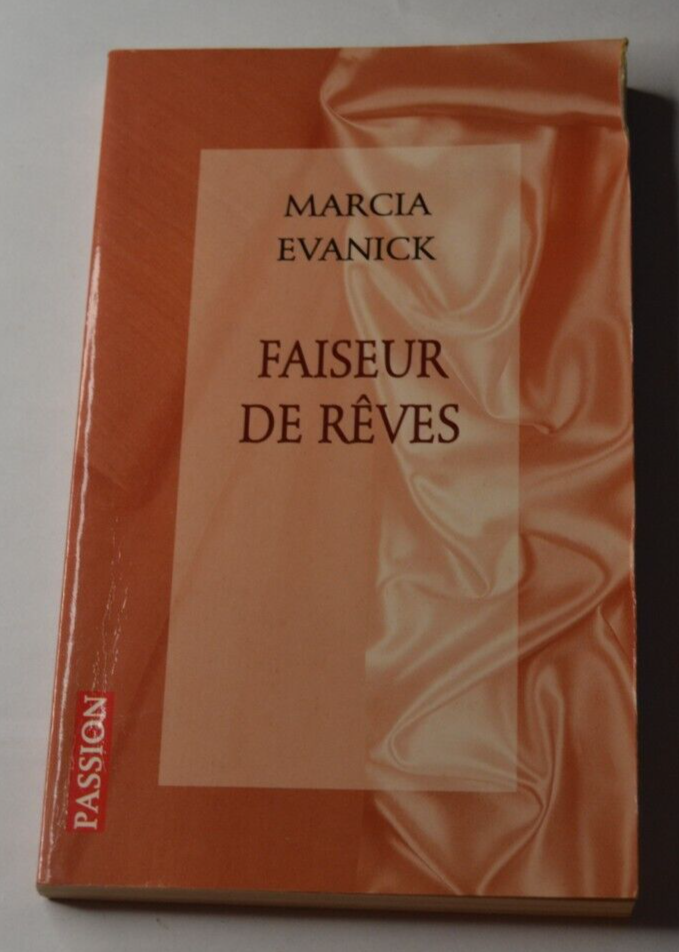 MARCIA
EVANICK
FAISEUR
DE RÊVES
PASSION